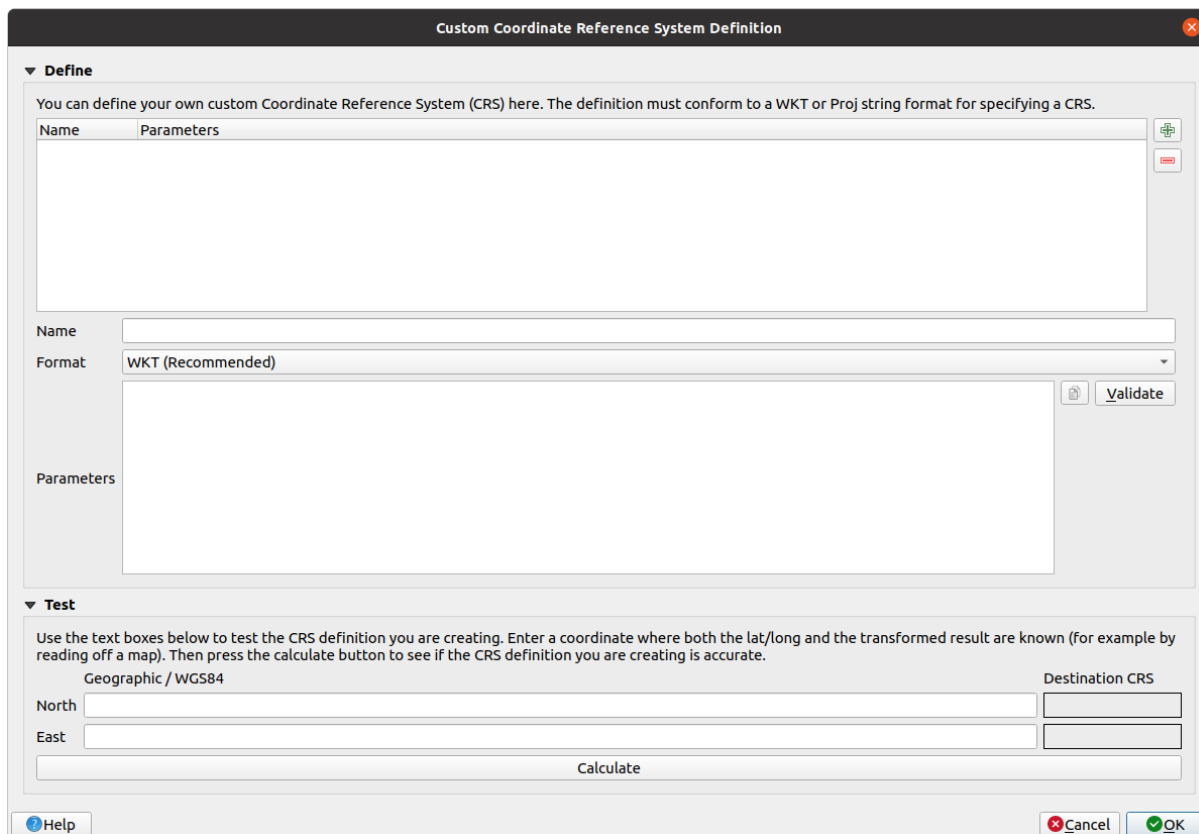 Custom Coordinate Reference System Definition
Define
You can define your own custom Coordinate Reference System (CRS) here. The definition must conform to a WKT or Proj string format for specifying a CRS.
Name Parameters
Name
Format WKT (Recommended)
Validate
Parameters
Test
Use the text boxes below to test the CRS definition you are creating. Enter a coordinate where both the lat/long and the transformed result are known (for example by
reading off a map). Then press the calculate button to see if the CRS definition you are creating is accurate.
Geographic / WGS84 Destination CRS
North
East
Calculate
Help Cancel OK